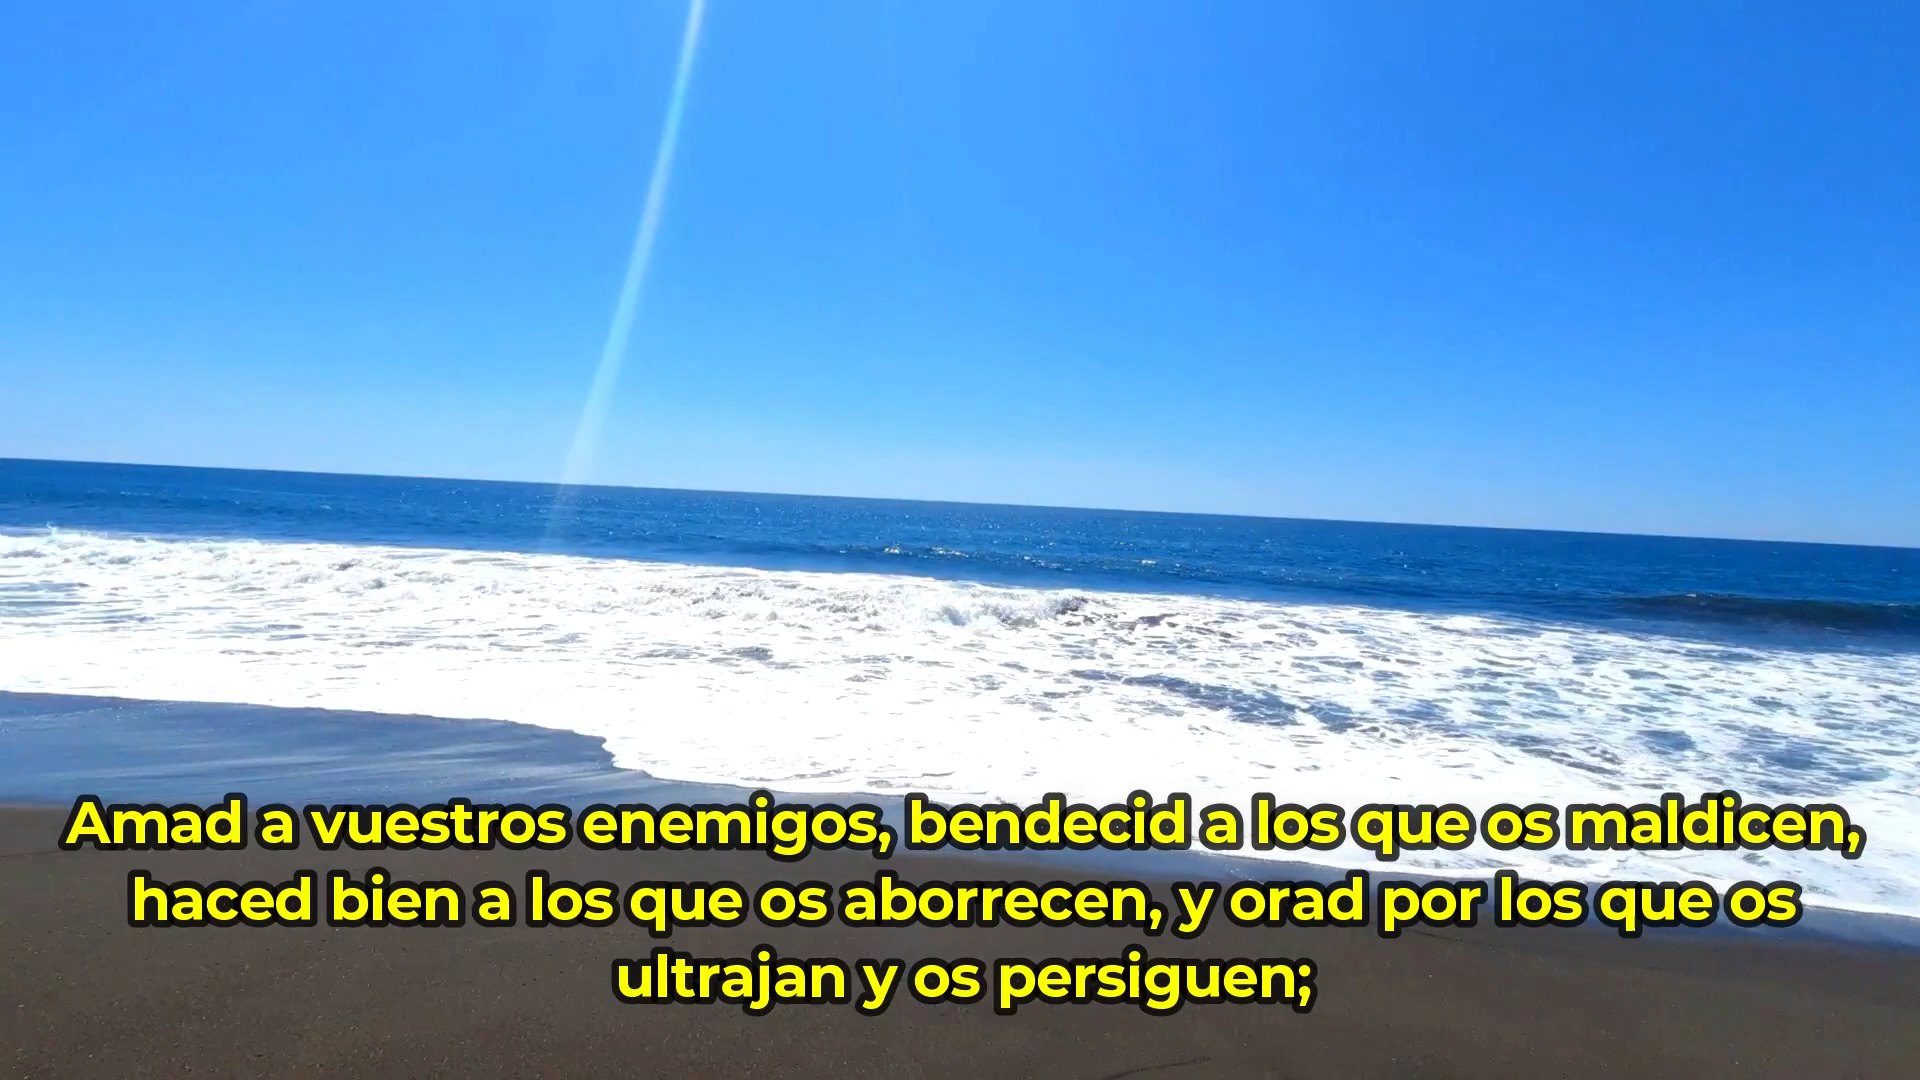 Amad a vuestros enemigos, bendecid a los que os maldicen,
haced bien a los que os aborrecen, y orad por los que os
ultrajan y os persiguen;